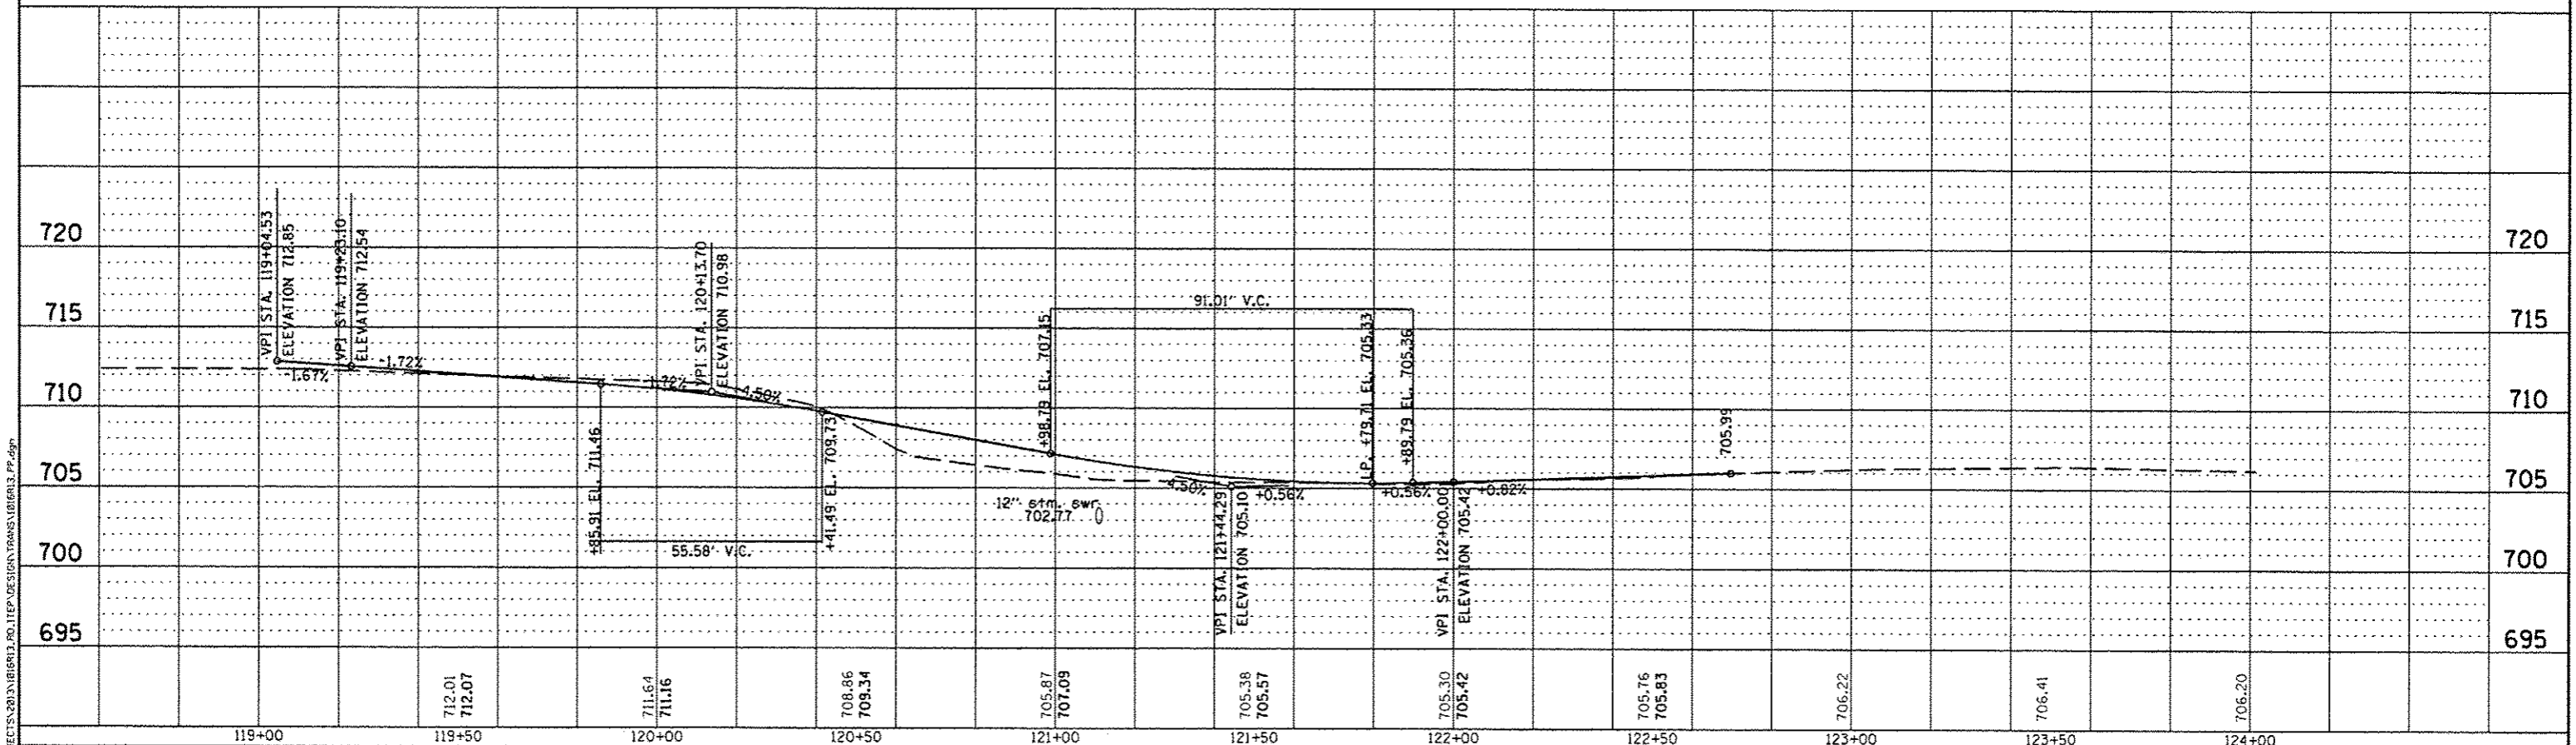 720
720
715
715
710
710
705
705
700
700
695
695
VPI STA. 119+04.53
ELEVATION 712.85
VPI STA. 119+23.10
ELEVATION 712.54
-1.67%
-1.72%
-1.72%
VPI STA. 120+13.70
ELEVATION 710.98
-4.50%
+85.91 EL. 711.46
55.58' V.C.
+41.49 EL. 709.73
91.01' V.C.
+98.79 EL. 707.15
12" stm. swr.
702.77
-4.50%
VPI STA. 121+44.29
ELEVATION 705.10
+0.56%
L.P. +79.71 EL. 705.33
+89.79 EL. 705.36
+0.56%
VPI STA. 122+00.00
ELEVATION 705.42
+0.82%
705.99
712.01
712.07
711.64
711.16
708.86
709.34
705.87
707.09
705.38
705.57
705.30
705.42
705.76
705.83
706.22
706.41
706.20
119+00
119+50
120+00
120+50
121+00
121+50
122+00
122+50
123+00
123+50
124+00